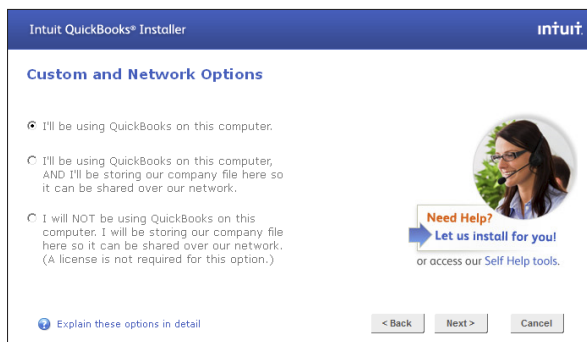 Intuit QuickBooks® Installer
intuit.
Custom and Network Options
I'll be using QuickBooks on this computer.
I'll be using QuickBooks on this computer,
AND I'll be storing our company file here so
it can be shared over our network.
I will NOT be using QuickBooks on this
computer. I will be storing our company file
here so it can be shared over our network.
(A license is not required for this option.)
Need Help?
Let us install for you!
or access our Self Help tools.
Explain these options in detail
< Back
Next >
Cancel